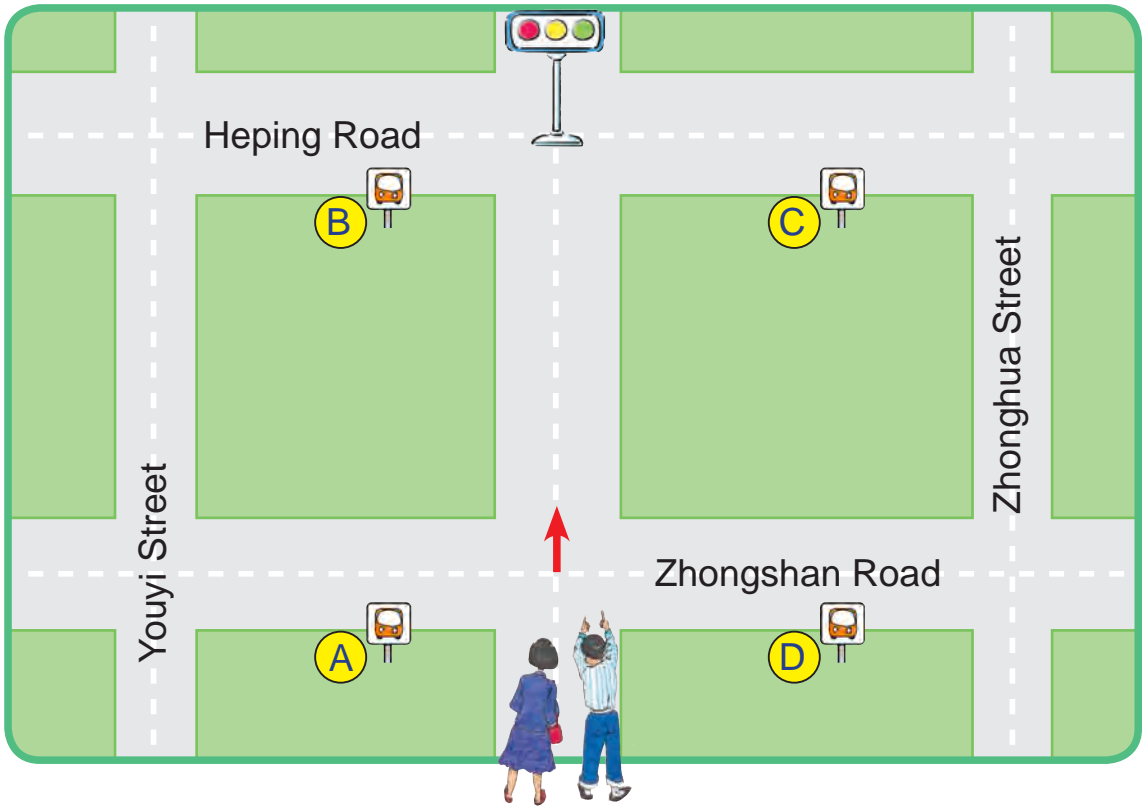 Heping Road
B
C
Zhonghua Street
Youyi Street
Zhongshan Road
A
D